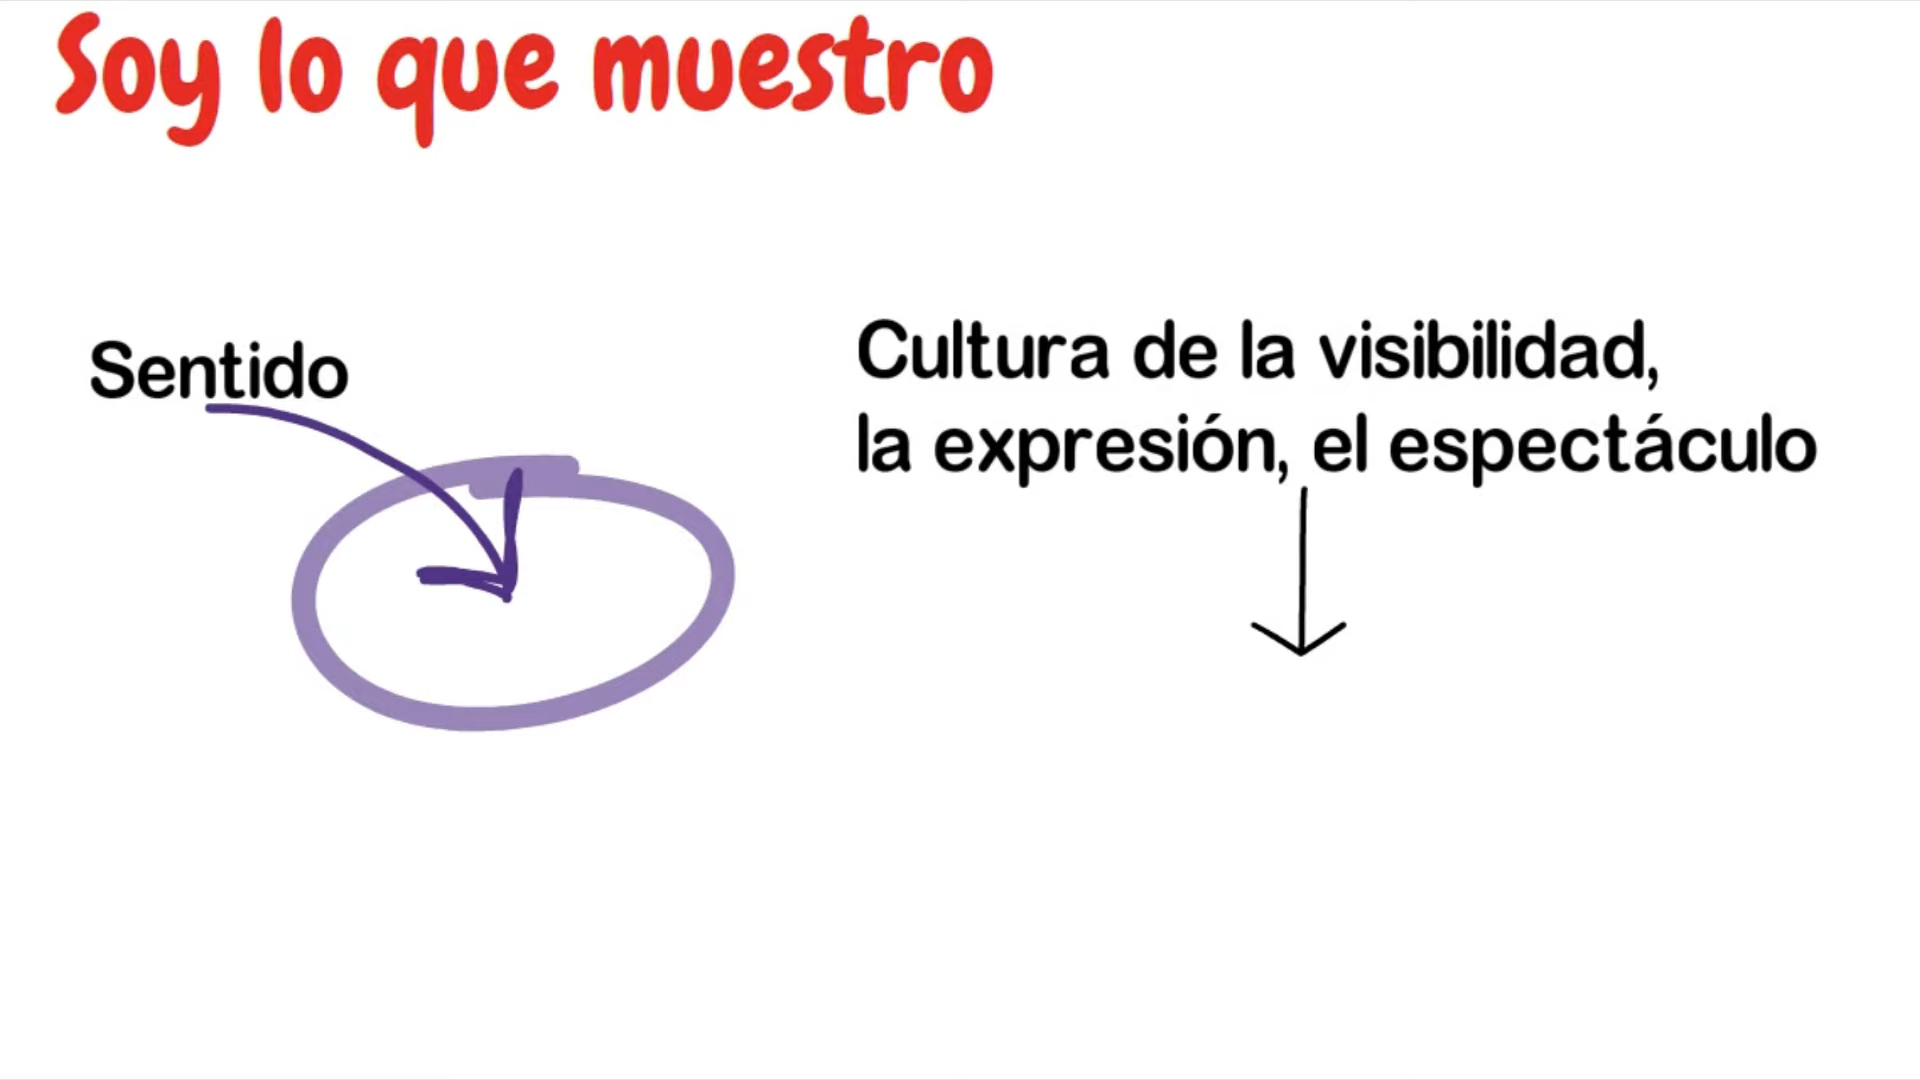 Soy lo que muestro
Sentido
Cultura de la visibilidad,
la expresión, el espectáculo